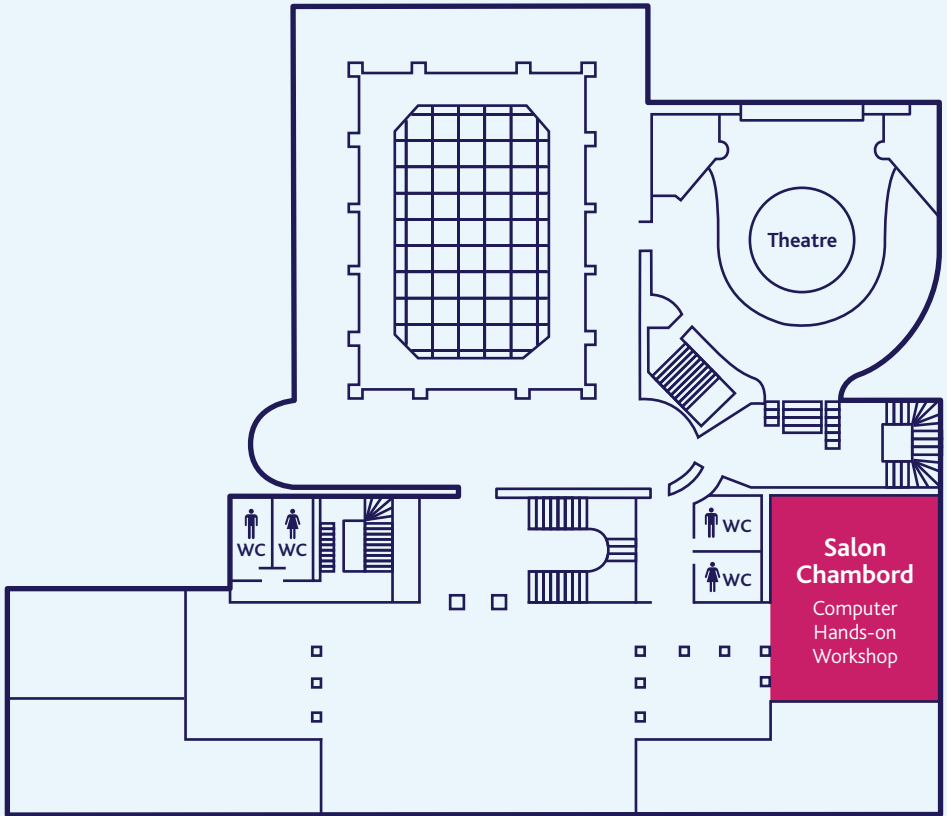 Theatre
WC
WC
WC
WC
Salon
Chambord
Computer
Hands-on
Workshop